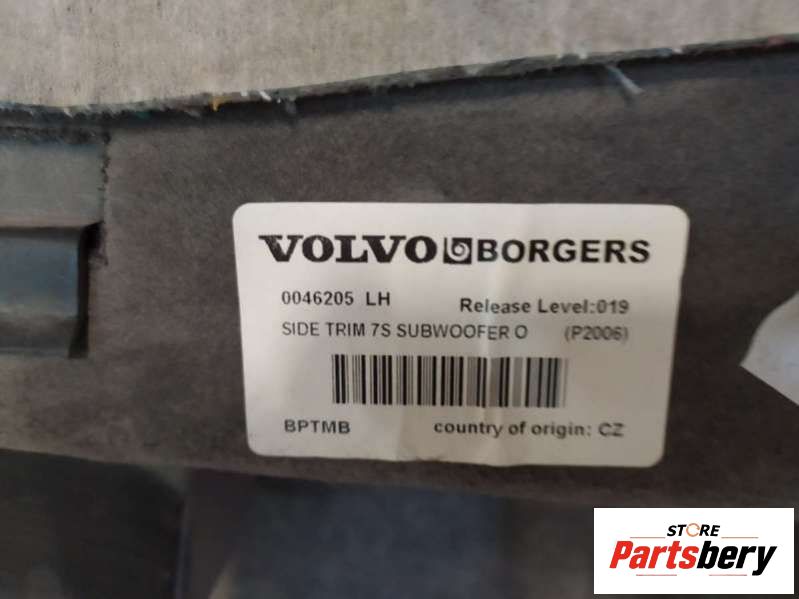 VOLVO BORGERS
0046205 LH Release Level:019
SIDE TRIM 7S SUBWOOFER O (P2006)
BPTMB country of origin: CZ
STORE
Partsbery